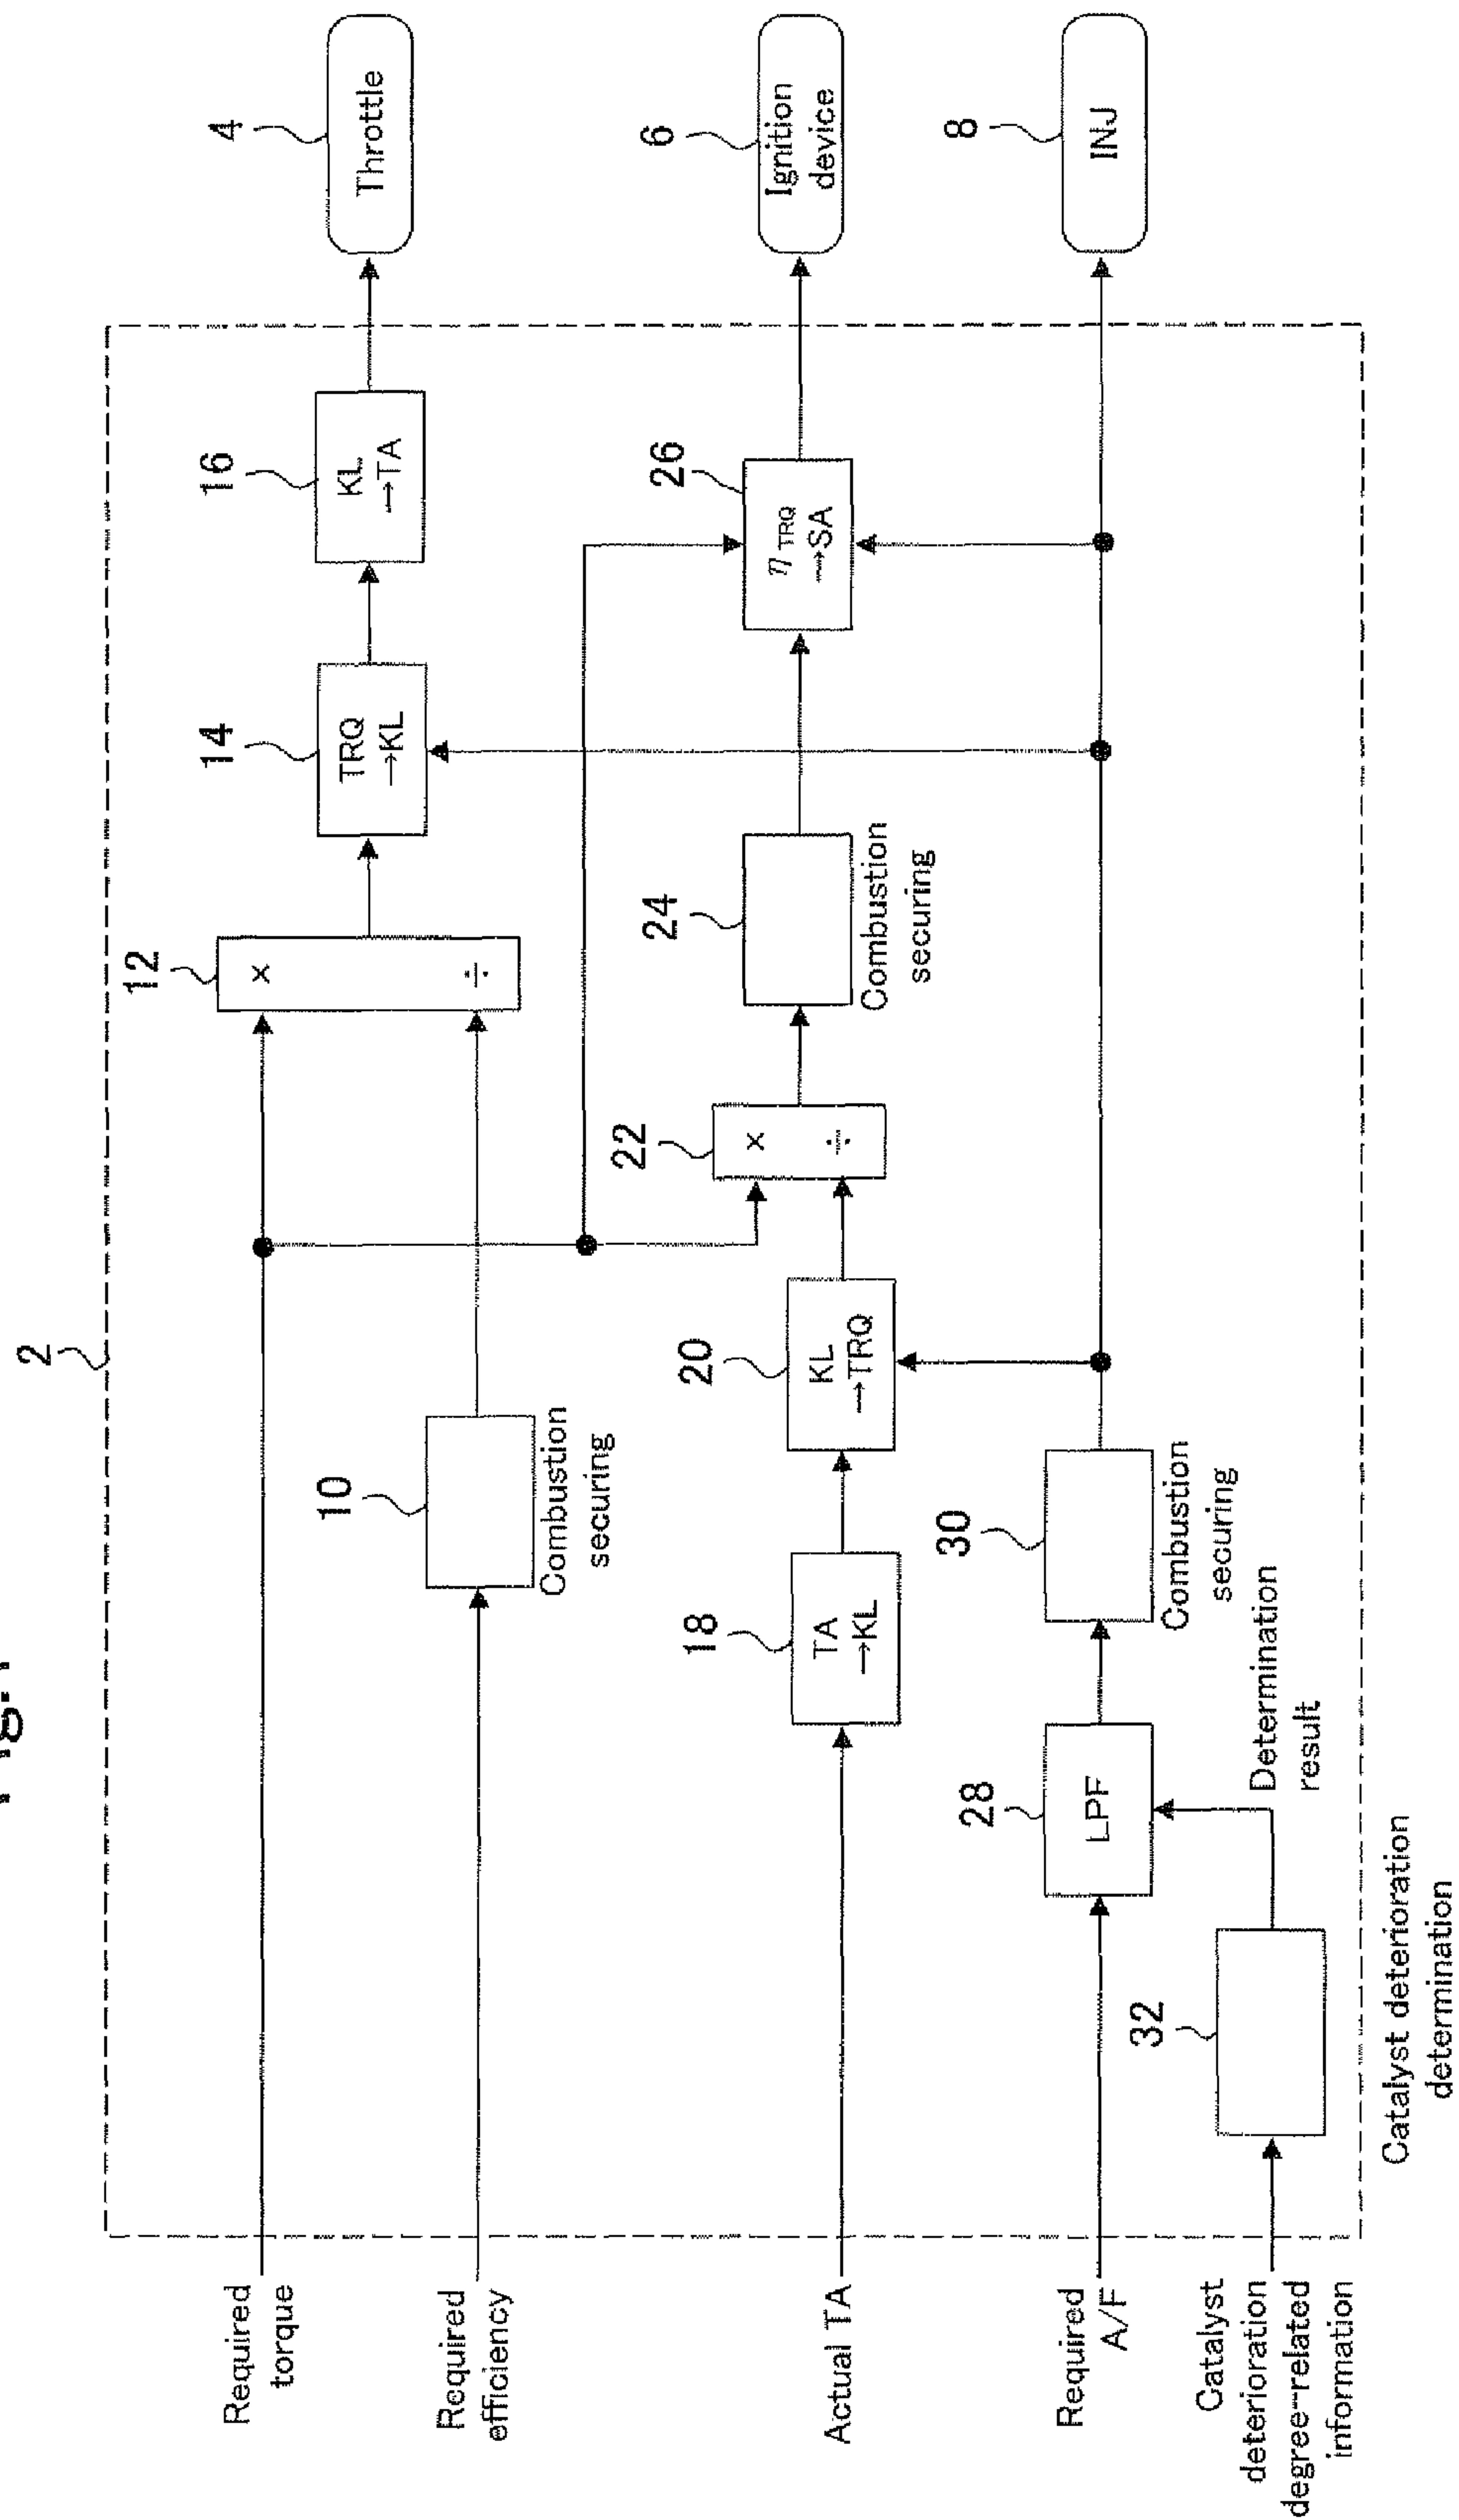 Required
torque
Required
efficiency
Actual TA
Required
A/F
Catalyst
deterioration
degree-related
information
2
10
Combustion
securing
12
×
÷
14
TRQ
→KL
16
KL
→TA
4
Throttle
18
TA
→KL
20
KL
→TRQ
22
×
÷
24
Combustion
securing
26
η TRQ
→SA
6
Ignition
device
28
LPF
30
Combustion
securing
8
INJ
32
Determination
result
Catalyst deterioration
determination